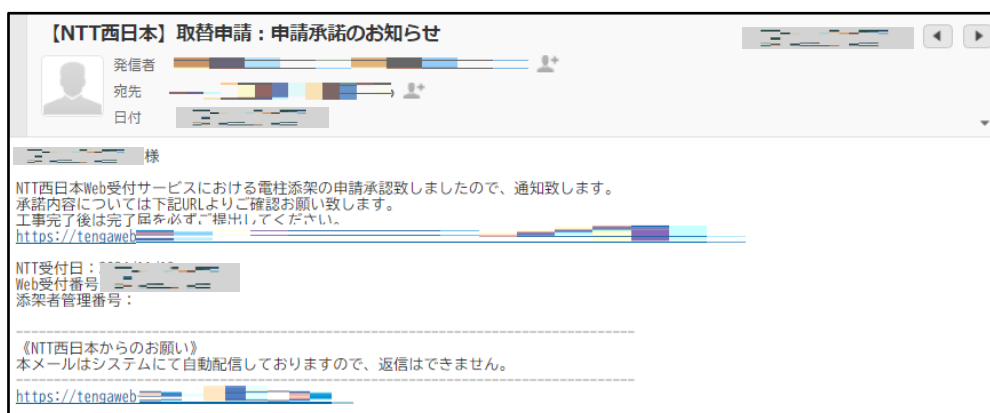 【NTT西日本】取替申請：申請承諾のお知らせ
発信者
宛先
日付
様
NTT西日本Web受付サービスにおける電柱添架の申請承認致しましたので、通知致します。
承諾内容については下記URLよりご確認お願い致します。
工事完了後は完了届を必ずご提出してください。
https://tengaweb
NTT受付日：
Web受付番号
添架者管理番号：
《NTT西日本からのお願い》
本メールはシステムにて自動配信しておりますので、返信はできません。
https://tengaweb